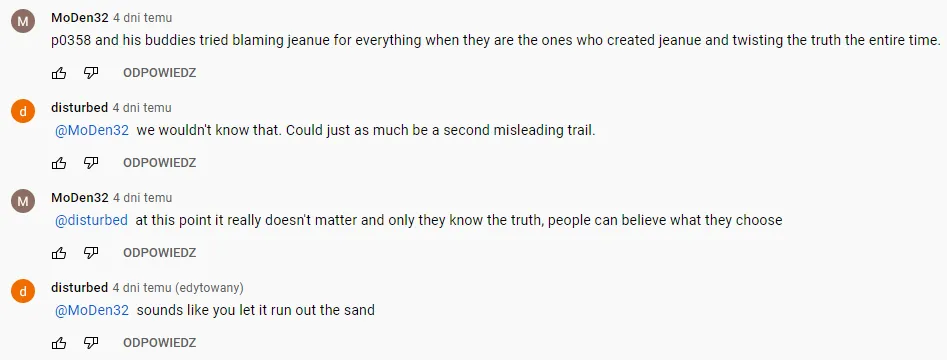 M MoDen32 4 dni temu
p0358 and his buddies tried blaming jeanue for everything when they are the ones who created jeanue and twisting the truth the entire time.
ODPOWIEDZ
d disturbed 4 dni temu
@MoDen32 we wouldn't know that. Could just as much be a second misleading trail.
ODPOWIEDZ
M MoDen32 4 dni temu
@disturbed at this point it really doesn't matter and only they know the truth, people can believe what they choose
ODPOWIEDZ
d disturbed 4 dni temu (edytowany)
@MoDen32 sounds like you let it run out the sand
ODPOWIEDZ